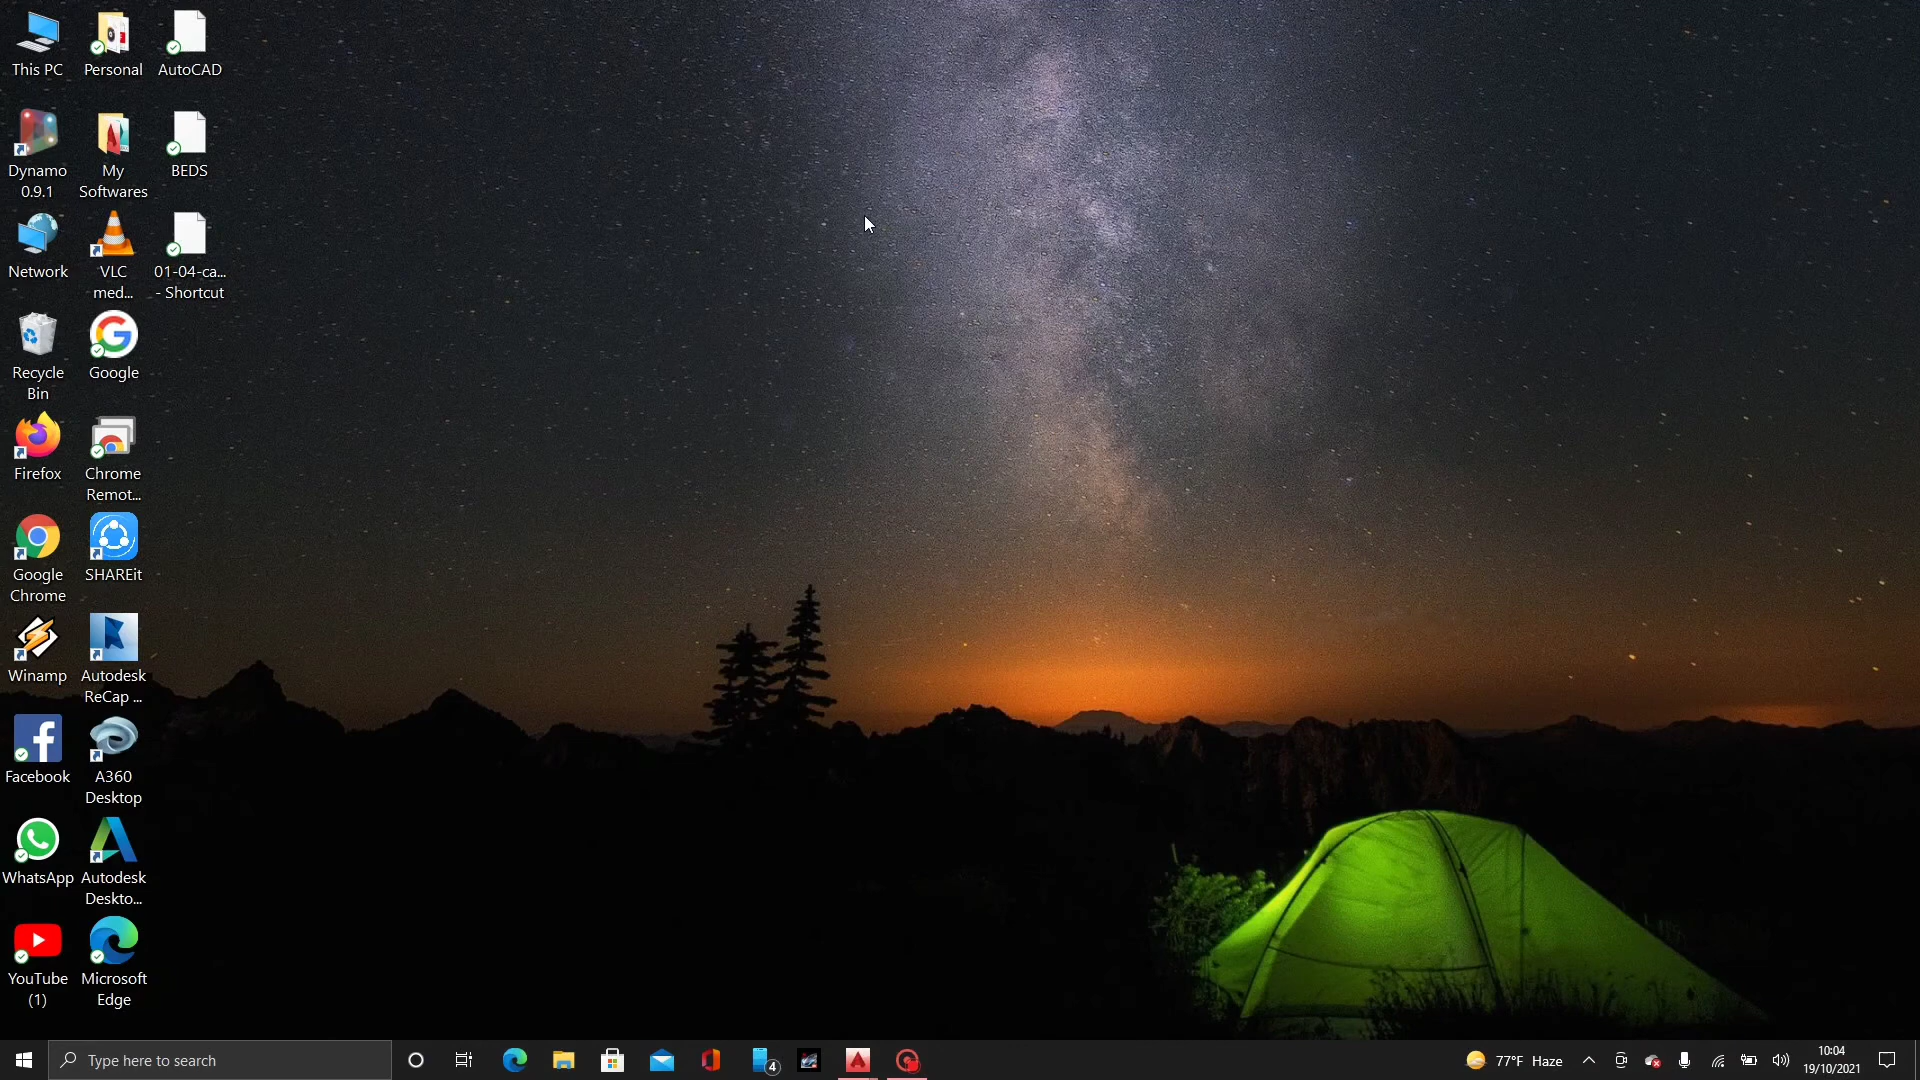 This PC
Personal
AutoCAD
Dynamo
0.9.1
My
Softwares
BEDS
Network
VLC
med...
01-04-ca...
- Shortcut
Recycle
Bin
Google
Firefox
Chrome
Remot...
Google
Chrome
SHAREit
Winamp
Autodesk
ReCap ...
Facebook
A360
Desktop
WhatsApp
Autodesk
Deskto...
YouTube
(1)
Microsoft
Edge
Type here to search
4
77°F Haze
10:04
19/10/2021